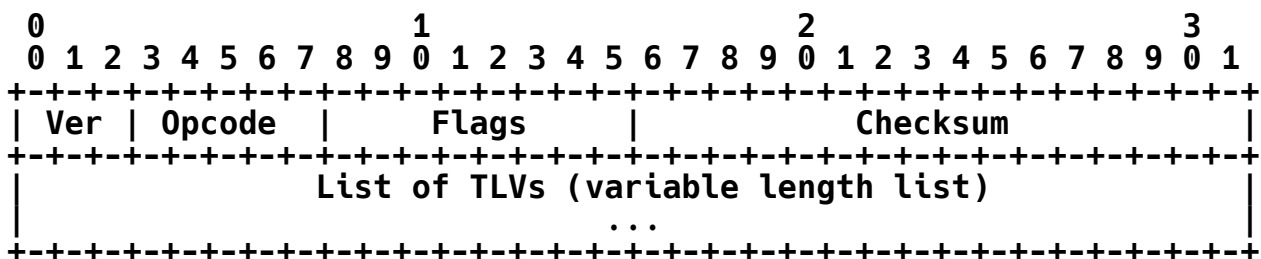 0                   1                   2                   3
 0 1 2 3 4 5 6 7 8 9 0 1 2 3 4 5 6 7 8 9 0 1 2 3 4 5 6 7 8 9 0 1
+-+-+-+-+-+-+-+-+-+-+-+-+-+-+-+-+-+-+-+-+-+-+-+-+-+-+-+-+-+-+-+-+
| Ver | Opcode  |     Flags     |           Checksum            |
+-+-+-+-+-+-+-+-+-+-+-+-+-+-+-+-+-+-+-+-+-+-+-+-+-+-+-+-+-+-+-+-+
|               List of TLVs (variable length list)             |
|                              ...                              |
+-+-+-+-+-+-+-+-+-+-+-+-+-+-+-+-+-+-+-+-+-+-+-+-+-+-+-+-+-+-+-+-+